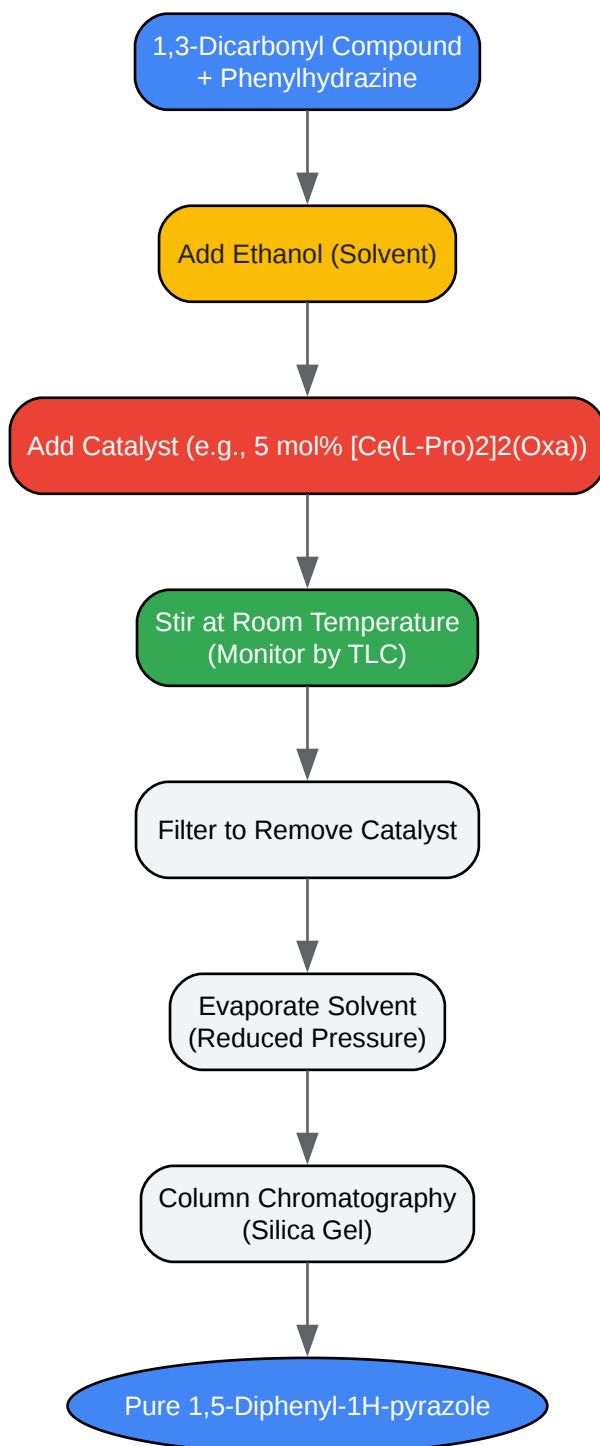 1,3-Dicarbonyl Compound
+ Phenylhydrazine
Add Ethanol (Solvent)
Add Catalyst (e.g., 5 mol% [Ce(L-Pro)2]2(Oxa))
Stir at Room Temperature
(Monitor by TLC)
Filter to Remove Catalyst
Evaporate Solvent
(Reduced Pressure)
Column Chromatography
(Silica Gel)
Pure 1,5-Diphenyl-1H-pyrazole